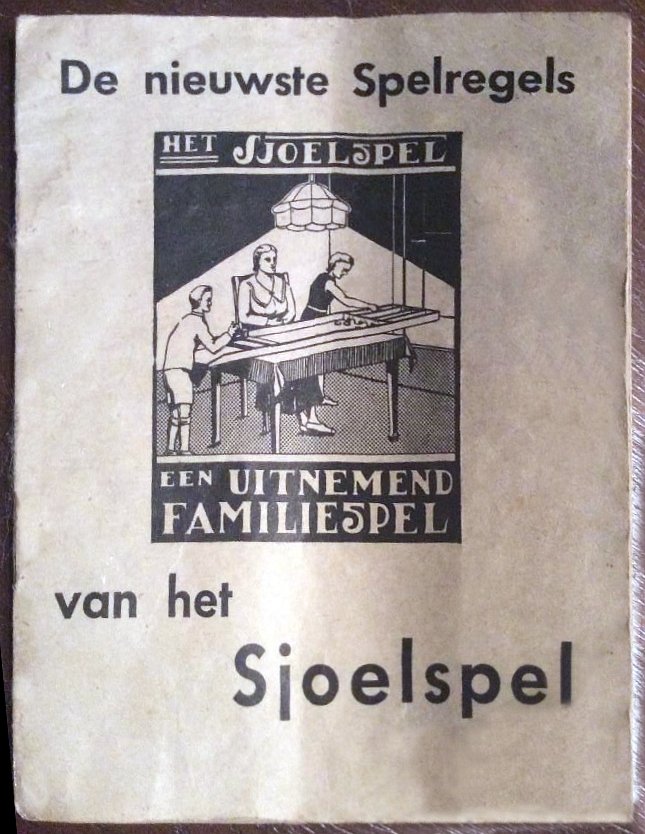 De nieuwste Spelregels
HET SJOELSPEL
EEN UITNEMEND
FAMILIESPEL
van het
Sjoelspel